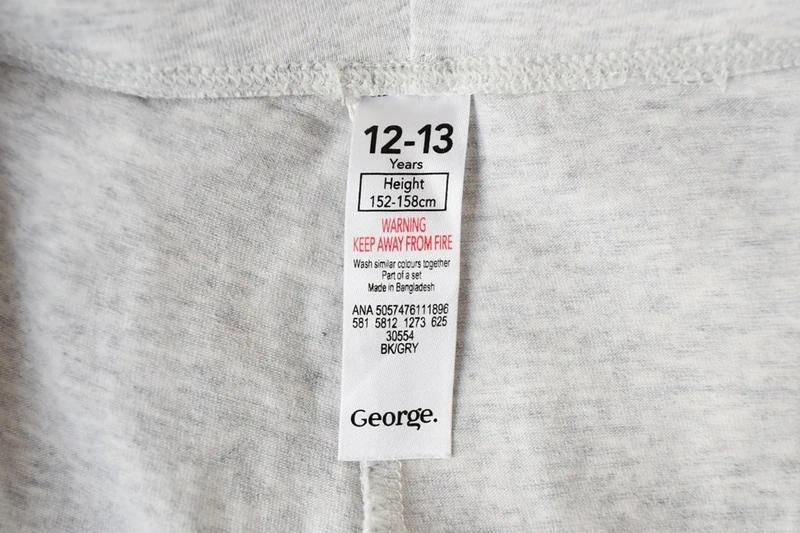 12-13
Years
Height
152-158cm
WARNING
KEEP AWAY FROM FIRE
Wash similar colours together
Part of a set
Made in Bangladesh
ANA 5057476111896
581 5812 1273 625
30554
BK/GRY
George.